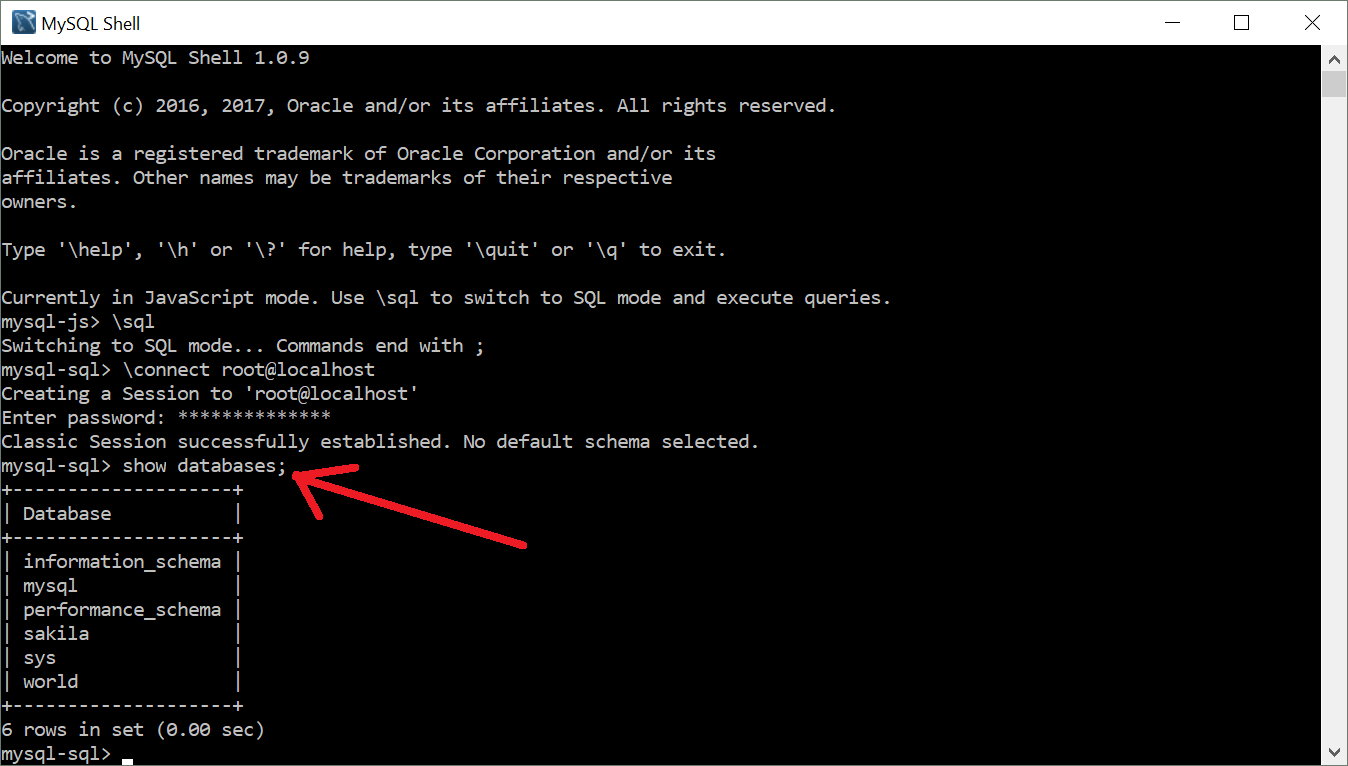 MySQL Shell
Welcome to MySQL Shell 1.0.9
Copyright (c) 2016, 2017, Oracle and/or its affiliates. All rights reserved.
Oracle is a registered trademark of Oracle Corporation and/or its
affiliates. Other names may be trademarks of their respective
owners.
Type '\help', '\h' or '\?' for help, type '\quit' or '\q' to exit.
Currently in JavaScript mode. Use \sql to switch to SQL mode and execute queries.
mysql-js> \sql
Switching to SQL mode... Commands end with ;
mysql-sql> \connect root@localhost
Creating a Session to 'root@localhost'
Enter password: **************
Classic Session successfully established. No default schema selected.
mysql-sql> show databases;
+--------------------+
| Database           |
+--------------------+
| information_schema |
| mysql              |
| performance_schema |
| sakila             |
| sys                |
| world              |
+--------------------+
6 rows in set (0.00 sec)
mysql-sql>